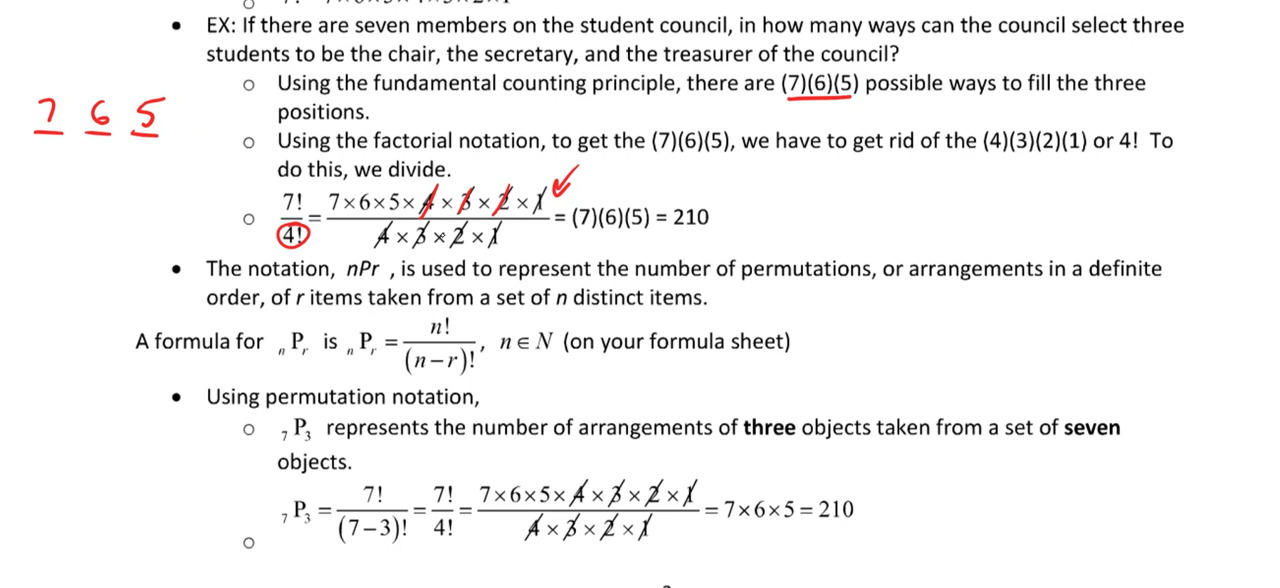 • EX: If there are seven members on the student council, in how many ways can the council select three
students to be the chair, the secretary, and the treasurer of the council?
7 6 5
o Using the fundamental counting principle, there are (7)(6)(5) possible ways to fill the three
positions.
o Using the factorial notation, to get the (7)(6)(5), we have to get rid of the (4)(3)(2)(1) or 4! To
do this, we divide.
o 7!/4! = (7×6×5×4×3×2×1)/(4×3×2×1) = (7)(6)(5) = 210
• The notation, nPr , is used to represent the number of permutations, or arrangements in a definite
order, of r items taken from a set of n distinct items.
A formula for ₙPᵣ is ₙPᵣ = n!/(n−r)!, n ∈ N (on your formula sheet)
• Using permutation notation,
o ₇P₃ represents the number of arrangements of three objects taken from a set of seven
objects.
o ₇P₃ = 7!/(7−3)! = 7!/4! = (7×6×5×4×3×2×1)/(4×3×2×1) = 7×6×5 = 210